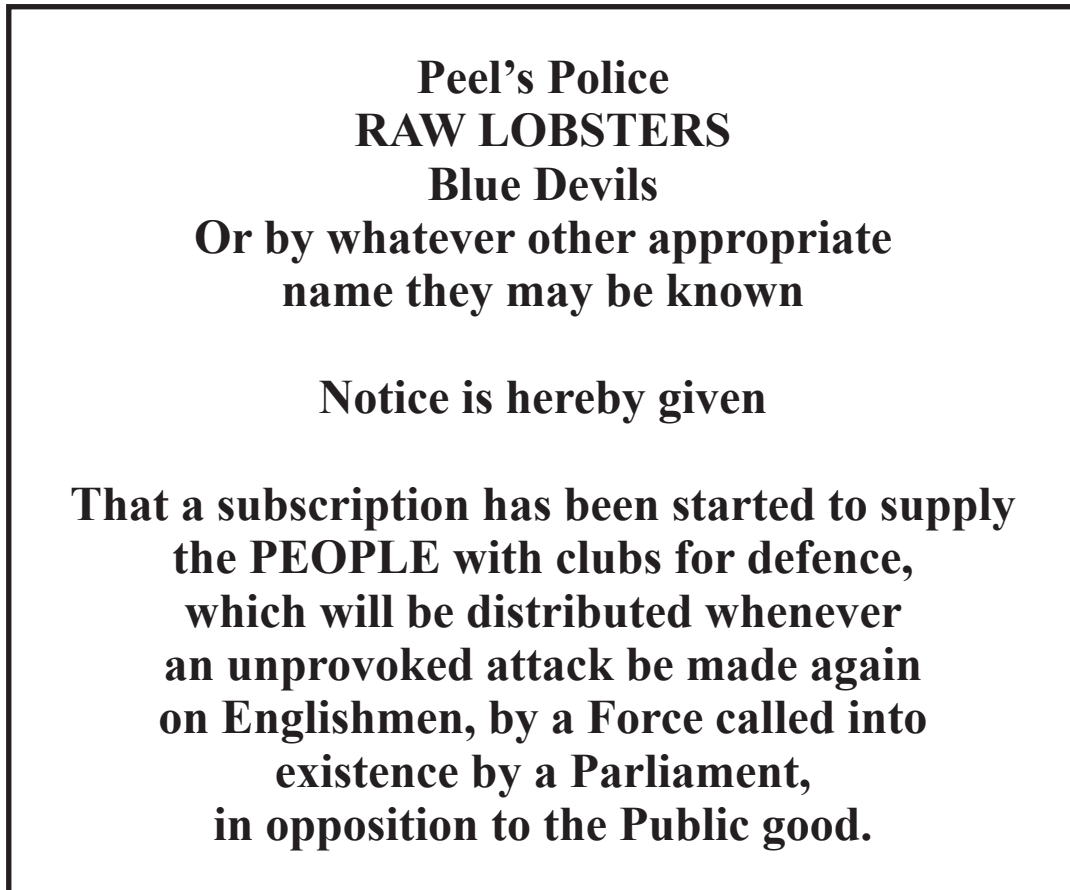 Peel’s Police
RAW LOBSTERS
Blue Devils
Or by whatever other appropriate
name they may be known
Notice is hereby given
That a subscription has been started to supply
the PEOPLE with clubs for defence,
which will be distributed whenever
an unprovoked attack be made again
on Englishmen, by a Force called into
existence by a Parliament,
in opposition to the Public good.